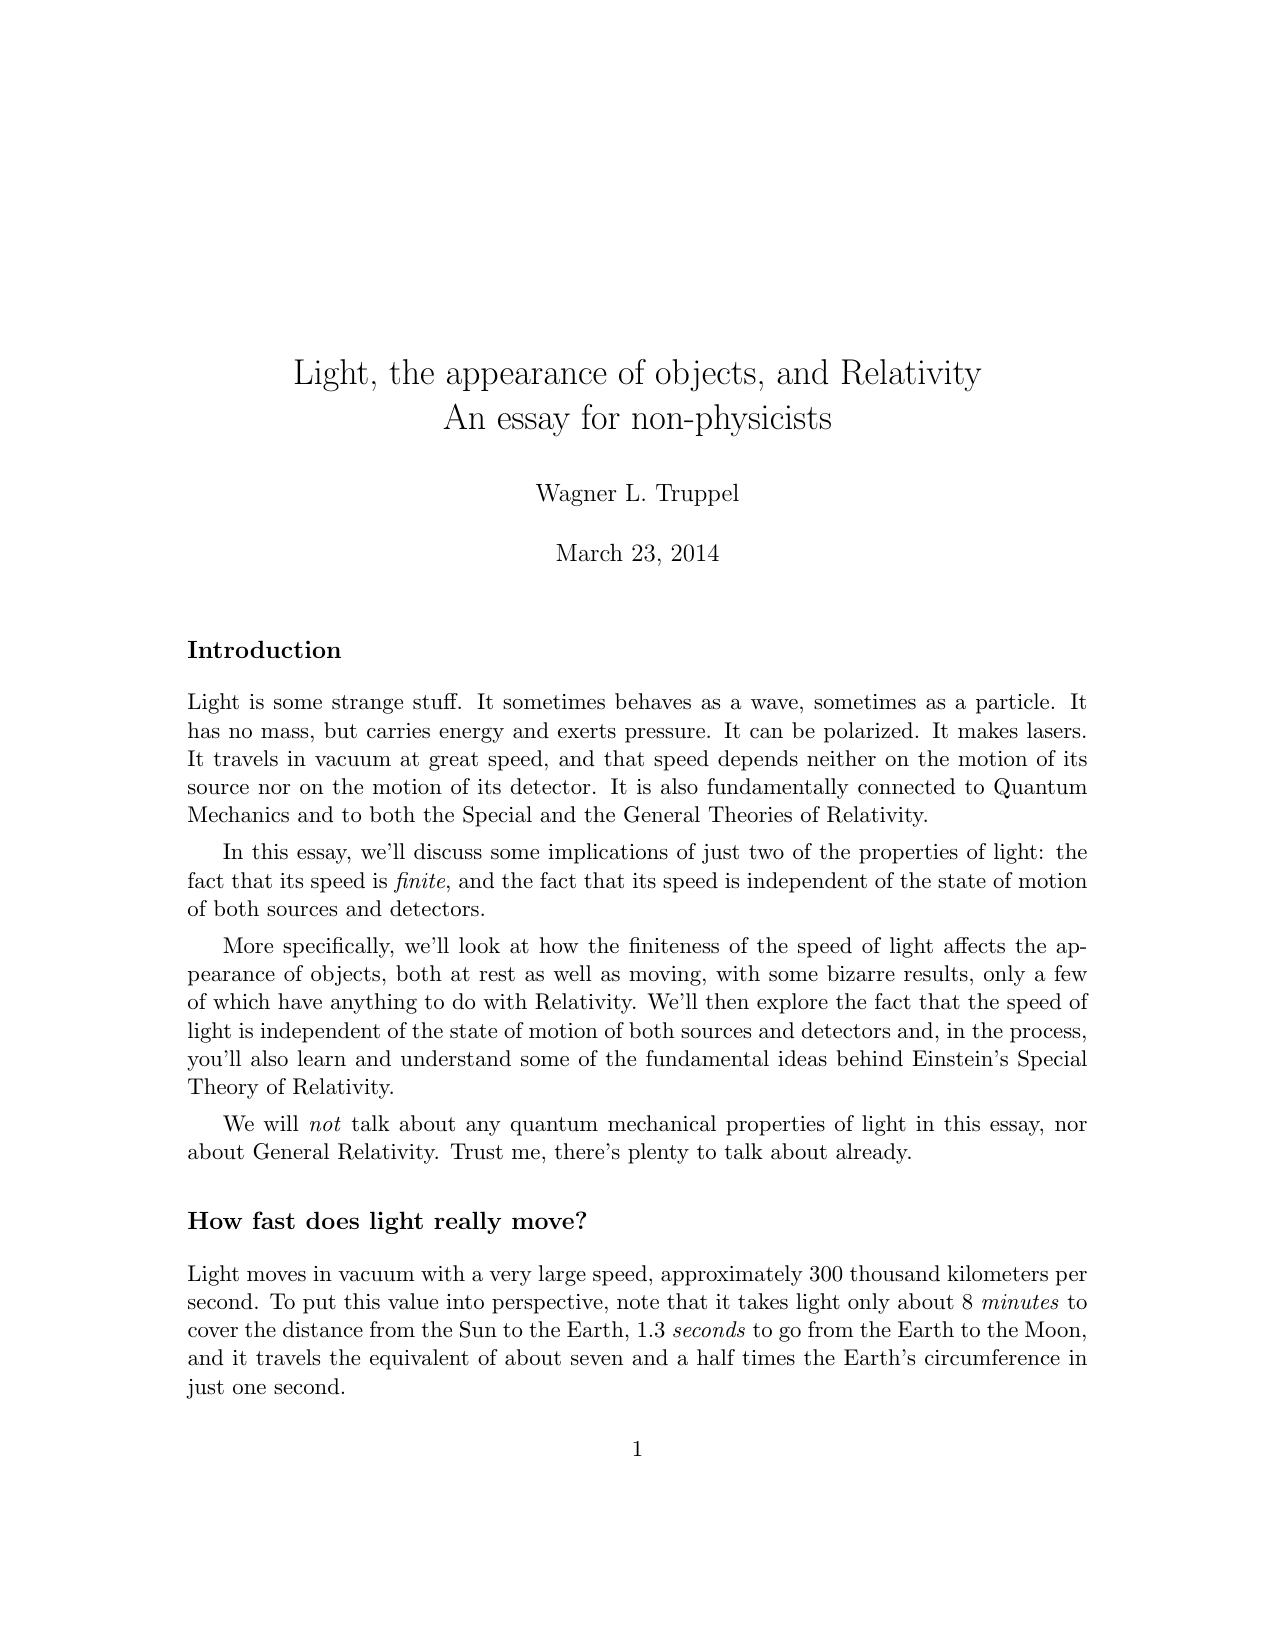 Light, the appearance of objects, and Relativity
An essay for non-physicists
Wagner L. Truppel
March 23, 2014
Introduction
Light is some strange stuff. It sometimes behaves as a wave, sometimes as a particle. It
has no mass, but carries energy and exerts pressure. It can be polarized. It makes lasers.
It travels in vacuum at great speed, and that speed depends neither on the motion of its
source nor on the motion of its detector. It is also fundamentally connected to Quantum
Mechanics and to both the Special and the General Theories of Relativity.
In this essay, we'll discuss some implications of just two of the properties of light: the
fact that its speed is finite, and the fact that its speed is independent of the state of motion
of both sources and detectors.
More specifically, we'll look at how the finiteness of the speed of light affects the ap-
pearance of objects, both at rest as well as moving, with some bizarre results, only a few
of which have anything to do with Relativity. We'll then explore the fact that the speed of
light is independent of the state of motion of both sources and detectors and, in the process,
you'll also learn and understand some of the fundamental ideas behind Einstein's Special
Theory of Relativity.
We will not talk about any quantum mechanical properties of light in this essay, nor
about General Relativity. Trust me, there's plenty to talk about already.
How fast does light really move?
Light moves in vacuum with a very large speed, approximately 300 thousand kilometers per
second. To put this value into perspective, note that it takes light only about 8 minutes to
cover the distance from the Sun to the Earth, 1.3 seconds to go from the Earth to the Moon,
and it travels the equivalent of about seven and a half times the Earth's circumference in
just one second.
1